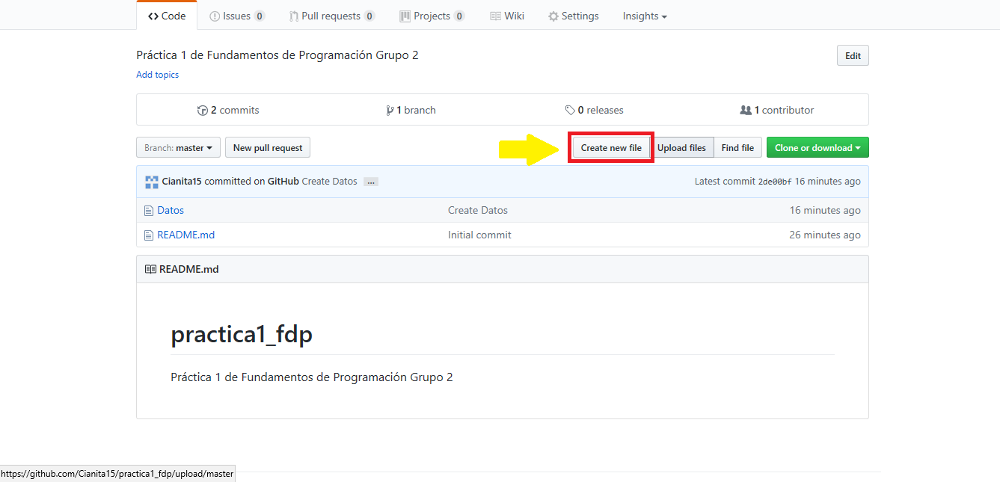 Code Issues 0 Pull requests 0 Projects 0 Wiki Settings Insights
Práctica 1 de Fundamentos de Programación Grupo 2 Edit
Add topics
2 commits 1 branch 0 releases 1 contributor
Branch: master New pull request Create new file Upload files Find file Clone or download
Cianita15 committed on GitHub Create Datos ... Latest commit 2de00bf 16 minutes ago
Datos Create Datos 16 minutes ago
README.md Initial commit 26 minutes ago
README.md
practica1_fdp
Práctica 1 de Fundamentos de Programación Grupo 2
https://github.com/Cianita15/practica1_fdp/upload/master